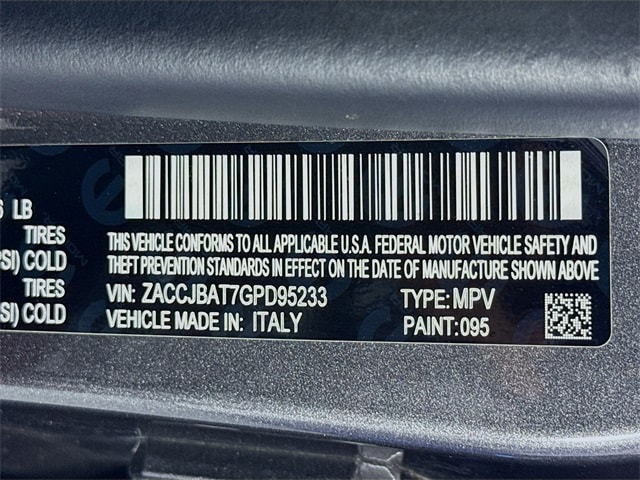 6 LB
TIRES
PSI) COLD
TIRES
SI) COLD
THIS VEHICLE CONFORMS TO ALL APPLICABLE U.S.A. FEDERAL MOTOR VEHICLE SAFETY AND
THEFT PREVENTION STANDARDS IN EFFECT ON THE DATE OF MANUFACTURE SHOWN ABOVE
VIN: ZACCJBAT7GPD95233 TYPE: MPV
VEHICLE MADE IN: ITALY PAINT: 095